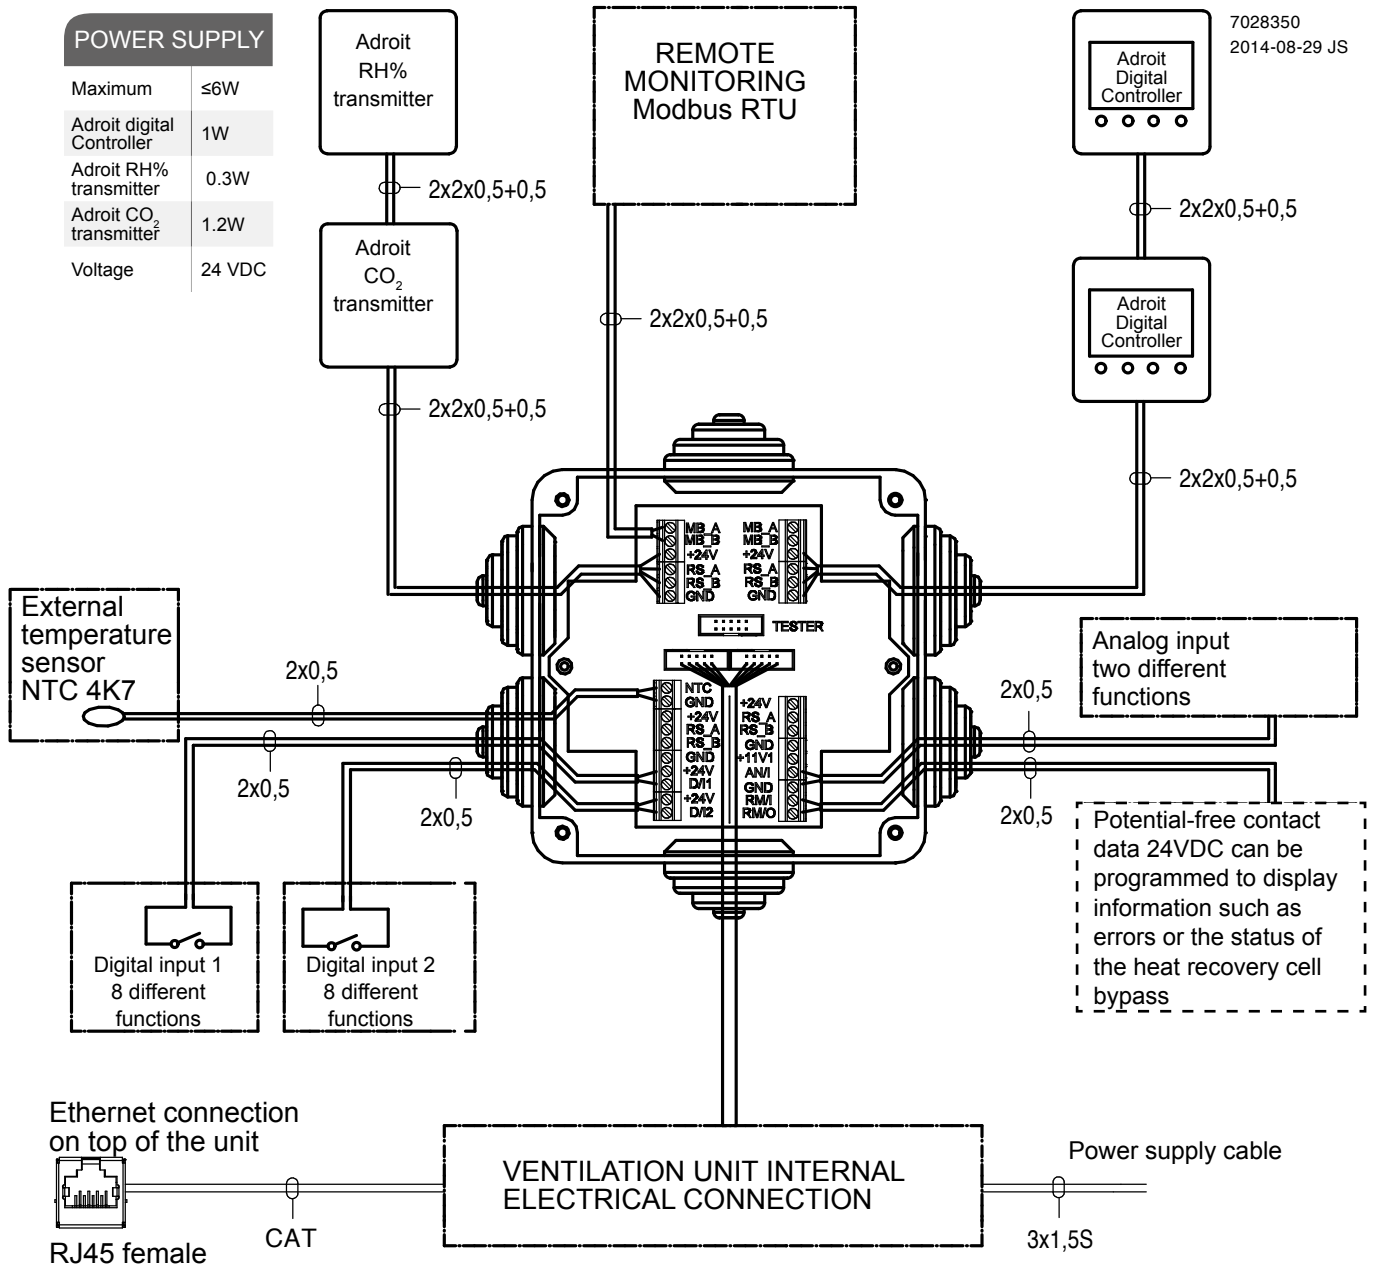 POWER SUPPLY
Maximum ≤6W
Adroit digital
Controller 1W
Adroit RH%
transmitter 0.3W
Adroit CO2
transmitter 1.2W
Voltage 24 VDC
Adroit
RH%
transmitter
2x2x0,5+0,5
Adroit
CO2
transmitter
2x2x0,5+0,5
REMOTE
MONITORING
Modbus RTU
2x2x0,5+0,5
7028350
2014-08-29 JS
Adroit
Digital
Controller
2x2x0,5+0,5
Adroit
Digital
Controller
2x2x0,5+0,5
MB_A
MB_B
+24V
RS_A
RS_B
GND
MB_A
MB_B
+24V
RS_A
RS_B
GND
TESTER
NTC
GND
+24V
RS_A
RS_B
GND
+24V
D/I1
+24V
D/I2
+24V
RS_A
RS_B
GND
+11V1
AN/I
GND
RM/I
RM/O
External
temperature
sensor
NTC 4K7
2x0,5
2x0,5
2x0,5
Analog input
two different
functions
2x0,5
2x0,5
Potential-free contact
data 24VDC can be
programmed to display
information such as
errors or the status of
the heat recovery cell
bypass
Digital input 1
8 different
functions
Digital input 2
8 different
functions
Ethernet connection
on top of the unit
RJ45 female
CAT
VENTILATION UNIT INTERNAL
ELECTRICAL CONNECTION
Power supply cable
3x1,5S